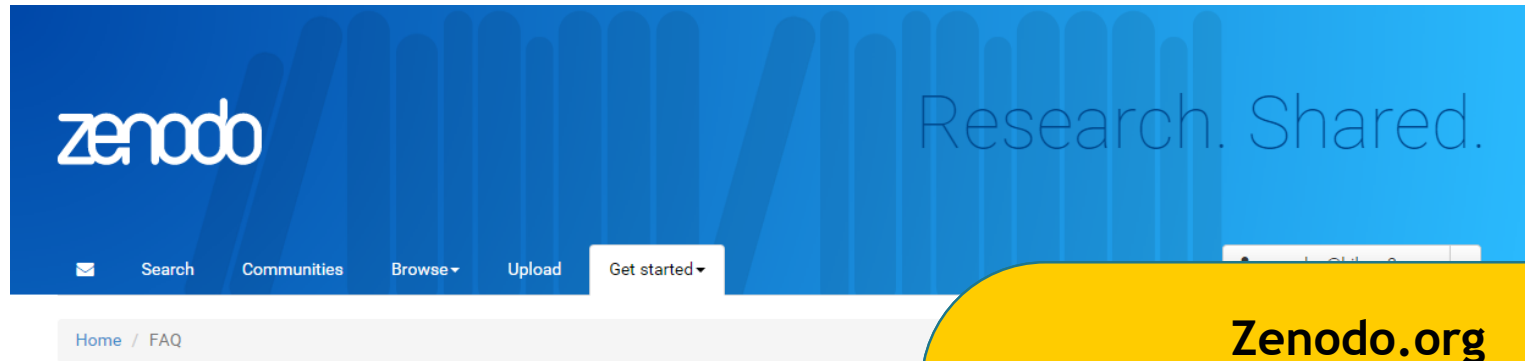 zenodo
Research. Shared.
Search Communities Browse Upload Get started
Home / FAQ
Zenodo.org